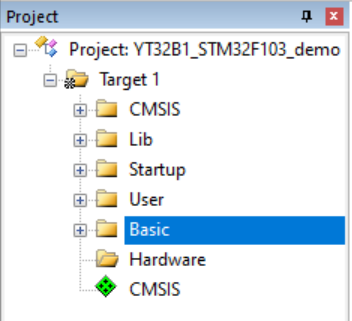 Project
Project: YT32B1_STM32F103_demo
Target 1
CMSIS
Lib
Startup
User
Basic
Hardware
CMSIS